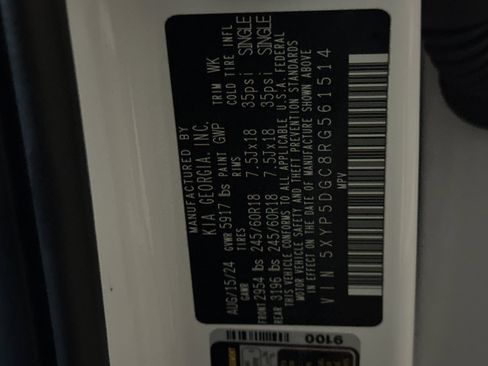 MANUFACTURED BY
KIA GEORGIA, INC.
AUG/15/24 GVWR 5917 lbs PAINT GWP TRIM WK
GAWR TIRES RIMS COLD TIRE INFL
FRONT 2954 lbs 245/60R18 7.5Jx18 35psi SINGLE
REAR 3196 lbs 245/60R18 7.5Jx18 35psi SINGLE
THIS VEHICLE CONFORMS TO ALL APPLICABLE U.S.A. FEDERAL
MOTOR VEHICLE SAFETY AND THEFT PREVENTION STANDARDS
IN EFFECT ON THE DATE OF MANUFACTURE SHOWN ABOVE
VIN 5XYP5DGC8RG561514
MPV
9100